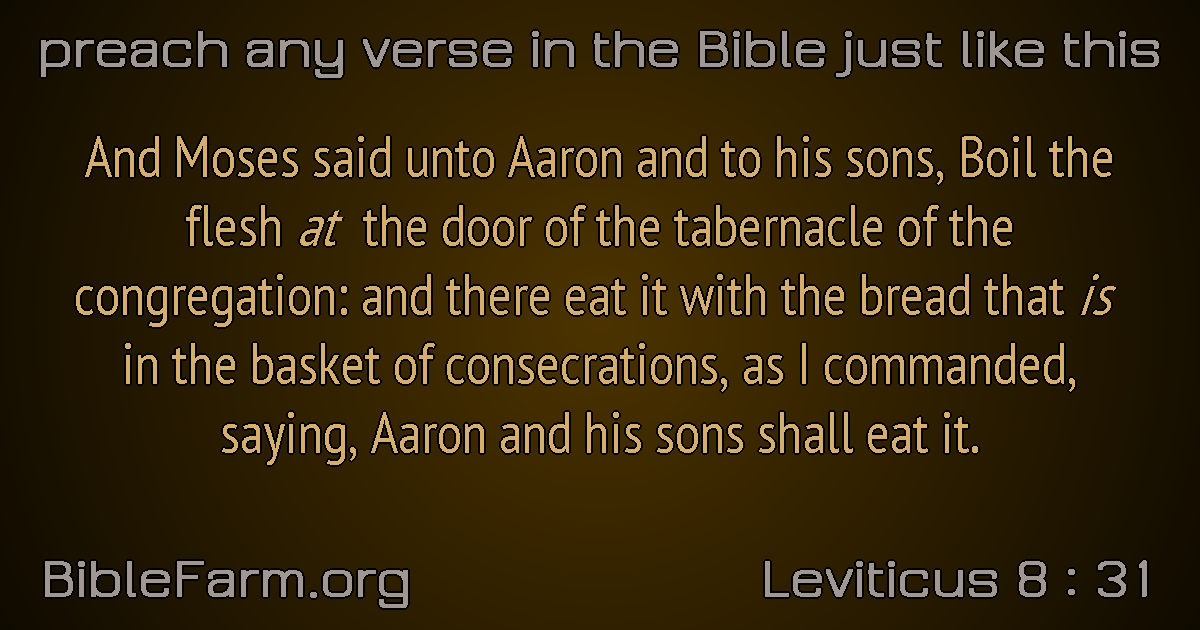 preach any verse in the Bible just like this
And Moses said unto Aaron and to his sons, Boil the
flesh at the door of the tabernacle of the
congregation: and there eat it with the bread that is
in the basket of consecrations, as I commanded,
saying, Aaron and his sons shall eat it.
BibleFarm.org
Leviticus 8 : 31